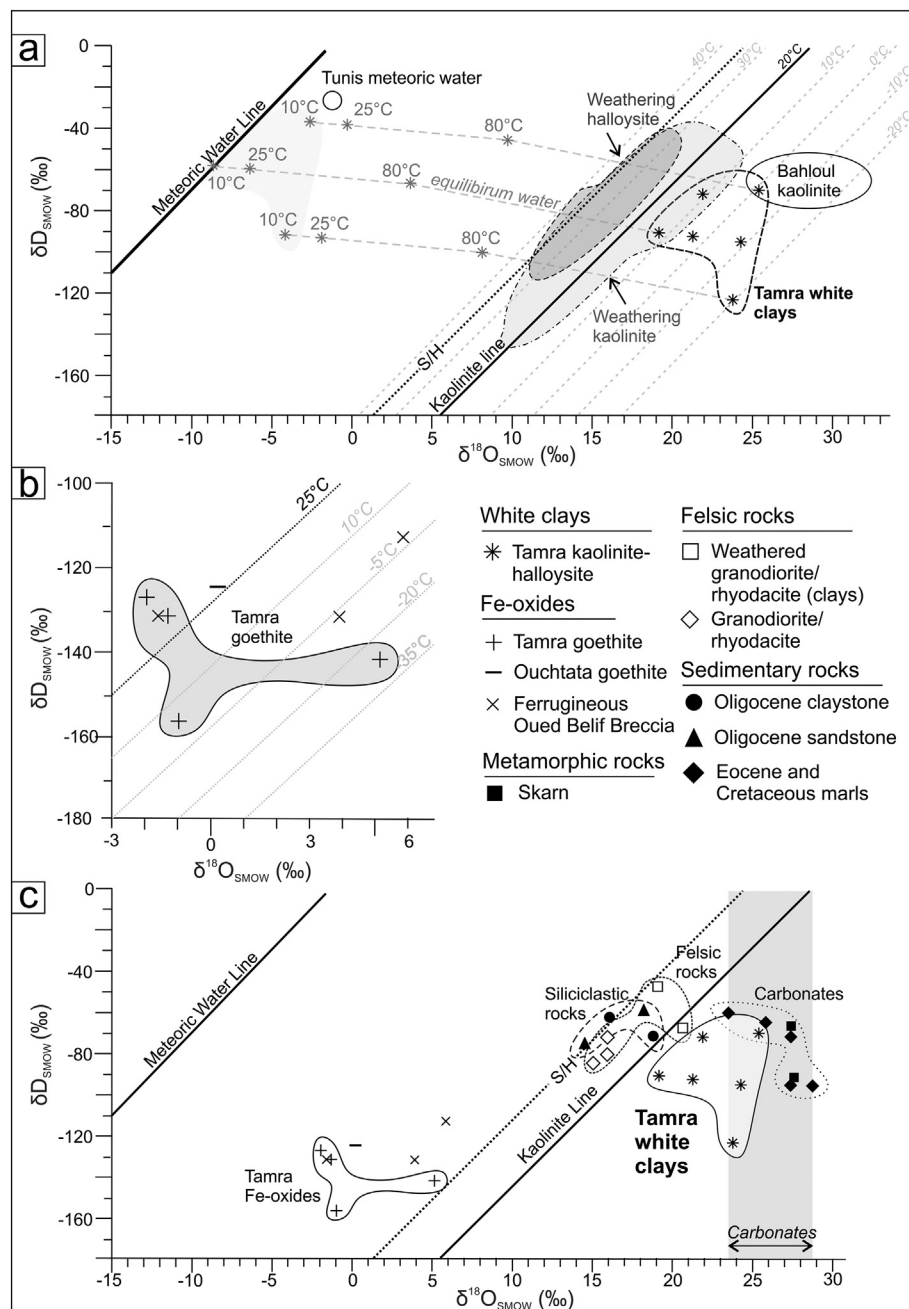 a
0
-40
-80
-120
-160
δD_SMOW (‰)
Meteoric Water Line
Tunis meteoric water
10°C
25°C
80°C
10°C
25°C
80°C
equilibirum water
10°C
25°C
80°C
Weathering
halloysite
40°C
30°C
20°C
10°C
0°C
-10°C
-20°C
Bahloul
kaolinite
Tamra white
clays
Weathering
kaolinite
S/H
Kaolinite line
-15
-10
-5
0
5
10
15
20
25
30
δ¹⁸O_SMOW (‰)
b
-100
-120
-140
-160
-180
δD_SMOW (‰)
25°C
10°C
-5°C
-20°C
-35°C
Tamra
goethite
-3
0
3
6
δ¹⁸O_SMOW (‰)
White clays
Tamra kaolinite-
halloysite
Fe-oxides
Tamra goethite
Ouchtata goethite
Ferrugineous
Oued Belif Breccia
Metamorphic rocks
Skarn
Felsic rocks
Weathered
granodiorite/
rhyodacite (clays)
Granodiorite/
rhyodacite
Sedimentary rocks
Oligocene claystone
Oligocene sandstone
Eocene and
Cretaceous marls
c
0
-40
-80
-120
-160
δD_SMOW (‰)
Meteoric Water Line
Siliciclastic
rocks
Felsic
rocks
Carbonates
S/H
Kaolinite Line
Tamra
white
clays
Tamra
Fe-oxides
Carbonates
-15
-10
-5
0
5
10
15
20
25
30
δ¹⁸O_SMOW (‰)